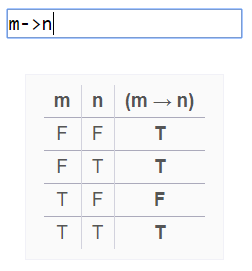 m->n
m n (m → n)
F F T
F T T
T F F
T T T